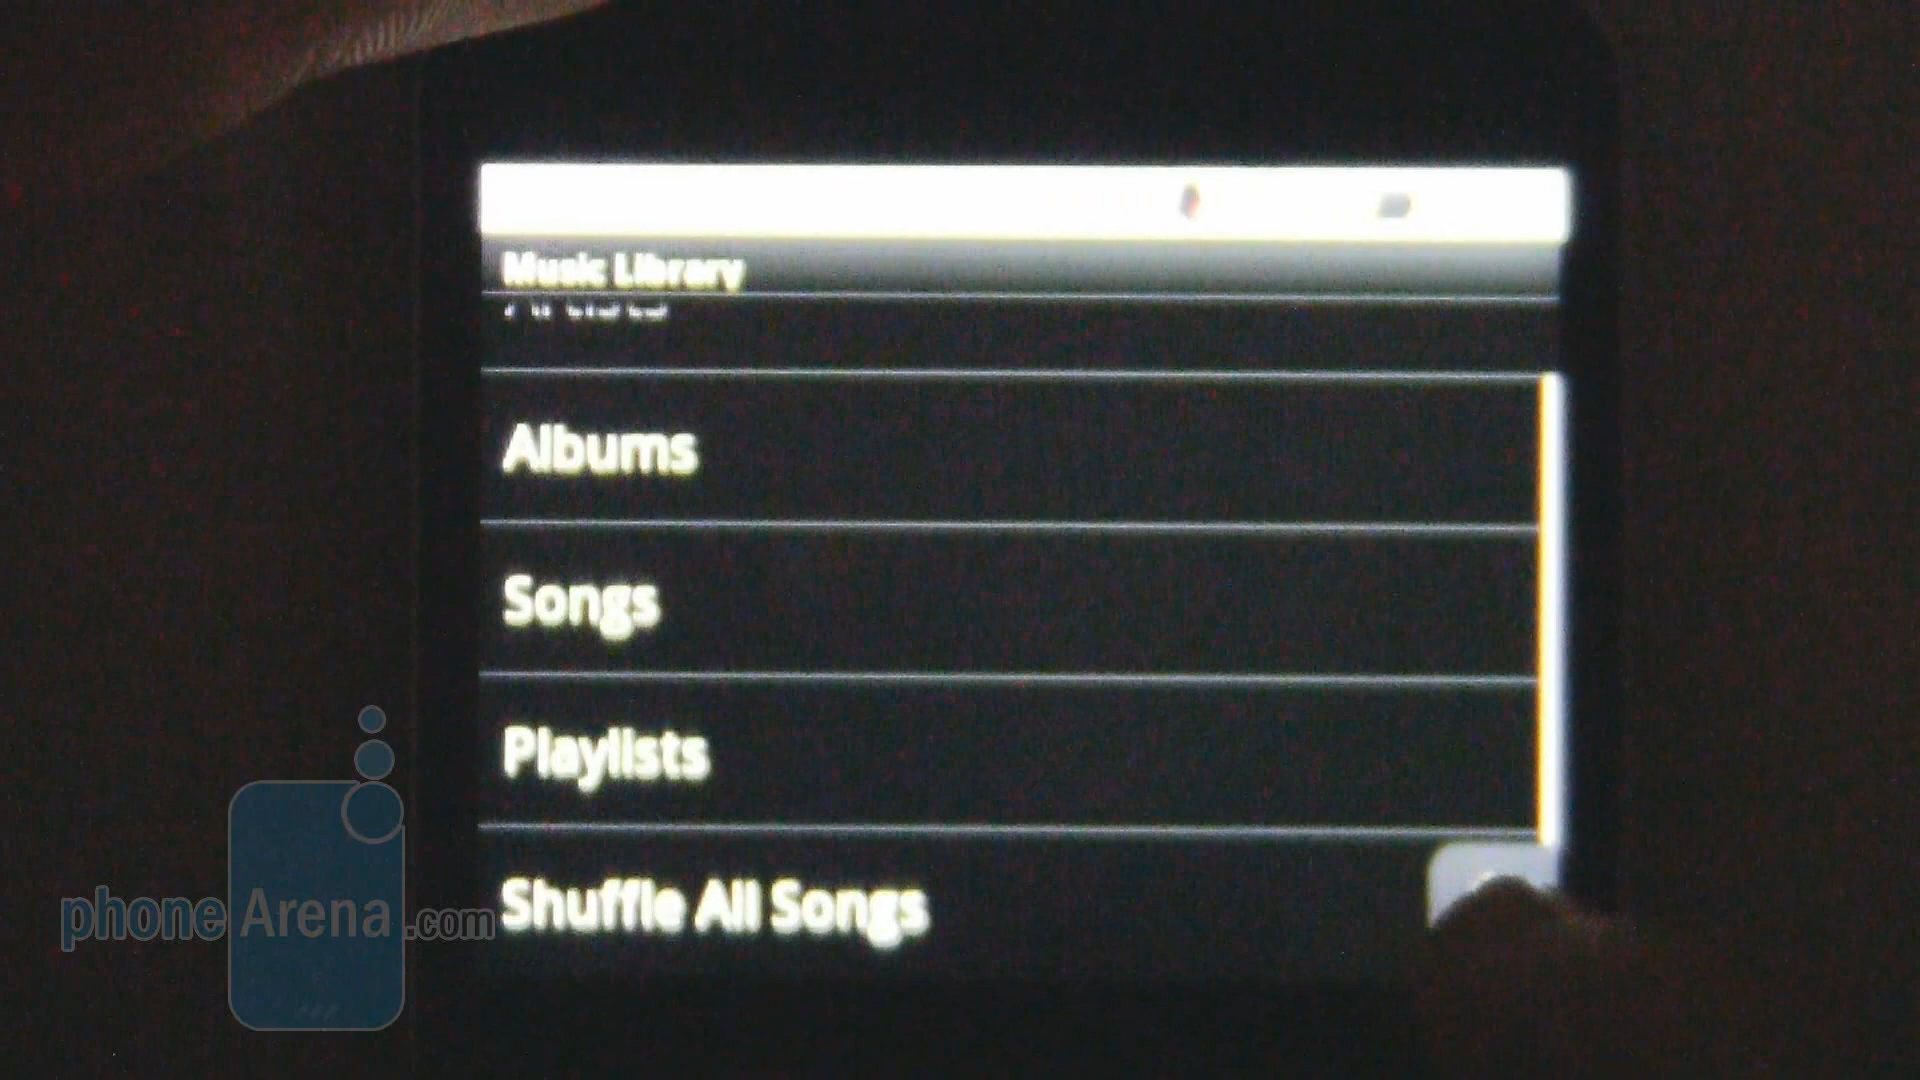 Music Library
Albums
Songs
Playlists
Shuffle All Songs
phoneArena.com